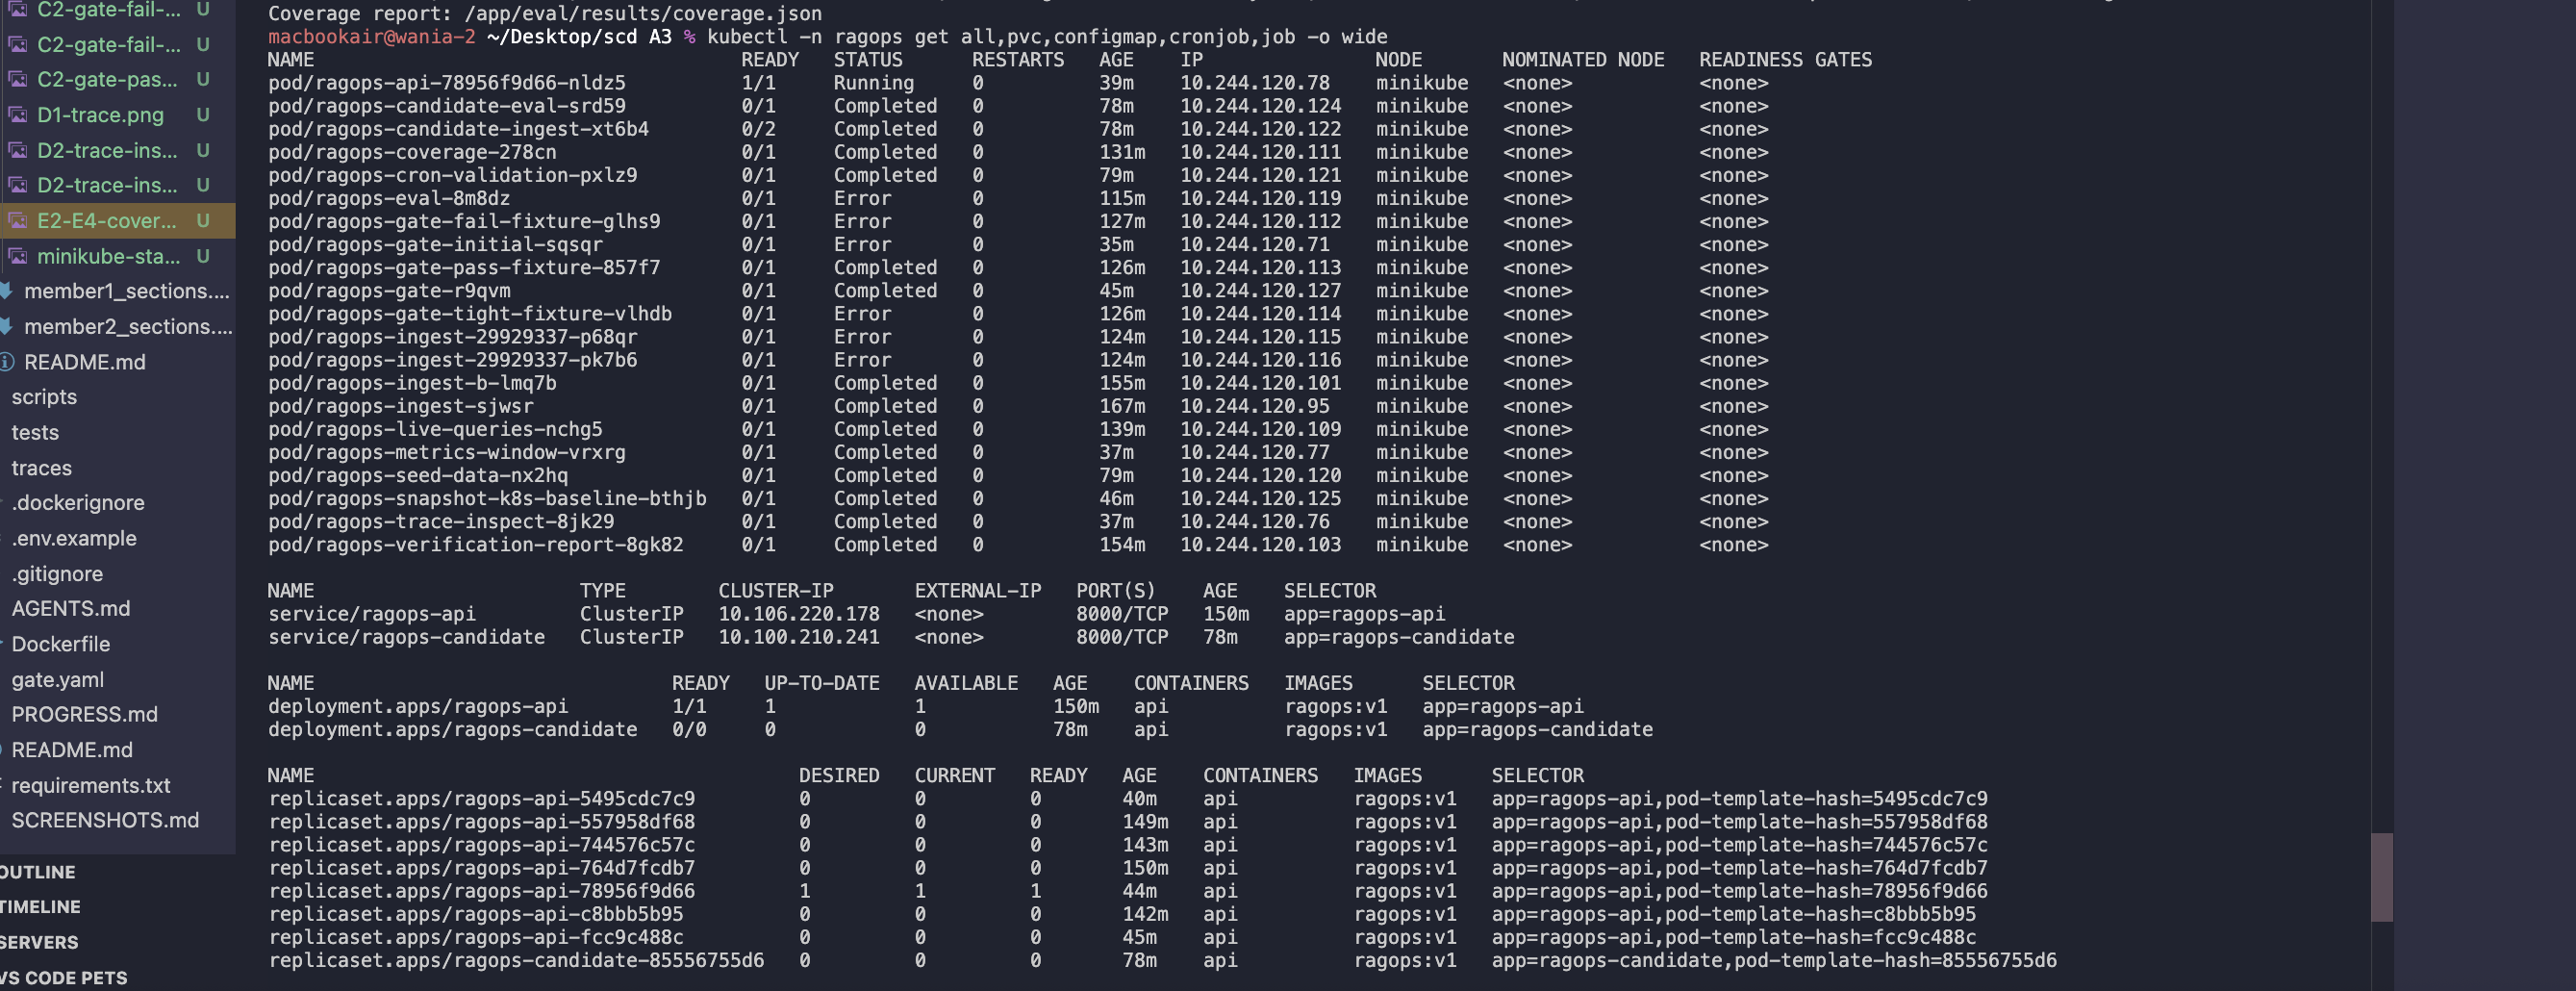 C2-gate-fail-... U
C2-gate-fail-... U
C2-gate-pas... U
D1-trace.png U
D2-trace-ins... U
D2-trace-ins... U
E2-E4-cover... U
minikube-sta... U
member1_sections....
member2_sections....
README.md
scripts
tests
traces
.dockerignore
.env.example
.gitignore
AGENTS.md
Dockerfile
gate.yaml
PROGRESS.md
README.md
requirements.txt
SCREENSHOTS.md
OUTLINE
TIMELINE
SERVERS
VS CODE PETS
Coverage report: /app/eval/results/coverage.json
macbookair@wania-2 ~/Desktop/scd A3 % kubectl -n ragops get all,pvc,configmap,cronjob,job -o wide
NAME READY STATUS RESTARTS AGE IP NODE NOMINATED NODE READINESS GATES
pod/ragops-api-78956f9d66-nldz5 1/1 Running 0 39m 10.244.120.78 minikube <none> <none>
pod/ragops-candidate-eval-srd59 0/1 Completed 0 78m 10.244.120.124 minikube <none> <none>
pod/ragops-candidate-ingest-xt6b4 0/2 Completed 0 78m 10.244.120.122 minikube <none> <none>
pod/ragops-coverage-278cn 0/1 Completed 0 131m 10.244.120.111 minikube <none> <none>
pod/ragops-cron-validation-pxlz9 0/1 Completed 0 79m 10.244.120.121 minikube <none> <none>
pod/ragops-eval-8m8dz 0/1 Error 0 115m 10.244.120.119 minikube <none> <none>
pod/ragops-gate-fail-fixture-glhs9 0/1 Error 0 127m 10.244.120.112 minikube <none> <none>
pod/ragops-gate-initial-sqsqr 0/1 Error 0 35m 10.244.120.71 minikube <none> <none>
pod/ragops-gate-pass-fixture-857f7 0/1 Completed 0 126m 10.244.120.113 minikube <none> <none>
pod/ragops-gate-r9qvm 0/1 Completed 0 45m 10.244.120.127 minikube <none> <none>
pod/ragops-gate-tight-fixture-vlhdb 0/1 Error 0 126m 10.244.120.114 minikube <none> <none>
pod/ragops-ingest-29929337-p68qr 0/1 Error 0 124m 10.244.120.115 minikube <none> <none>
pod/ragops-ingest-29929337-pk7b6 0/1 Error 0 124m 10.244.120.116 minikube <none> <none>
pod/ragops-ingest-b-lmq7b 0/1 Completed 0 155m 10.244.120.101 minikube <none> <none>
pod/ragops-ingest-sjwsr 0/1 Completed 0 167m 10.244.120.95 minikube <none> <none>
pod/ragops-live-queries-nchg5 0/1 Completed 0 139m 10.244.120.109 minikube <none> <none>
pod/ragops-metrics-window-vrxrg 0/1 Completed 0 37m 10.244.120.77 minikube <none> <none>
pod/ragops-seed-data-nx2hq 0/1 Completed 0 79m 10.244.120.120 minikube <none> <none>
pod/ragops-snapshot-k8s-baseline-bthjb 0/1 Completed 0 46m 10.244.120.125 minikube <none> <none>
pod/ragops-trace-inspect-8jk29 0/1 Completed 0 37m 10.244.120.76 minikube <none> <none>
pod/ragops-verification-report-8gk82 0/1 Completed 0 154m 10.244.120.103 minikube <none> <none>
NAME TYPE CLUSTER-IP EXTERNAL-IP PORT(S) AGE SELECTOR
service/ragops-api ClusterIP 10.106.220.178 <none> 8000/TCP 150m app=ragops-api
service/ragops-candidate ClusterIP 10.100.210.241 <none> 8000/TCP 78m app=ragops-candidate
NAME READY UP-TO-DATE AVAILABLE AGE CONTAINERS IMAGES SELECTOR
deployment.apps/ragops-api 1/1 1 1 150m api ragops:v1 app=ragops-api
deployment.apps/ragops-candidate 0/0 0 0 78m api ragops:v1 app=ragops-candidate
NAME DESIRED CURRENT READY AGE CONTAINERS IMAGES SELECTOR
replicaset.apps/ragops-api-5495cdc7c9 0 0 0 40m api ragops:v1 app=ragops-api,pod-template-hash=5495cdc7c9
replicaset.apps/ragops-api-557958df68 0 0 0 149m api ragops:v1 app=ragops-api,pod-template-hash=557958df68
replicaset.apps/ragops-api-744576c57c 0 0 0 143m api ragops:v1 app=ragops-api,pod-template-hash=744576c57c
replicaset.apps/ragops-api-764d7fcdb7 0 0 0 150m api ragops:v1 app=ragops-api,pod-template-hash=764d7fcdb7
replicaset.apps/ragops-api-78956f9d66 1 1 1 44m api ragops:v1 app=ragops-api,pod-template-hash=78956f9d66
replicaset.apps/ragops-api-c8bbb5b95 0 0 0 142m api ragops:v1 app=ragops-api,pod-template-hash=c8bbb5b95
replicaset.apps/ragops-api-fcc9c488c 0 0 0 45m api ragops:v1 app=ragops-api,pod-template-hash=fcc9c488c
replicaset.apps/ragops-candidate-85556755d6 0 0 0 78m api ragops:v1 app=ragops-candidate,pod-template-hash=85556755d6